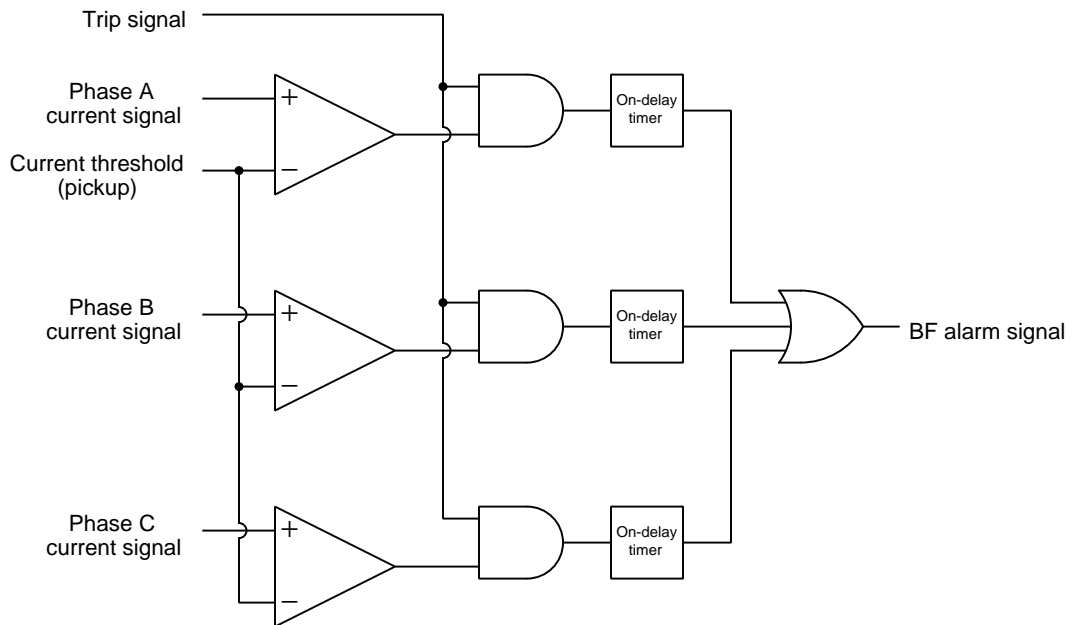 Trip signal
Phase A
current signal
+
Current threshold
(pickup)
−
On-delay
timer
Phase B
current signal
+
−
On-delay
timer
BF alarm signal
Phase C
current signal
+
−
On-delay
timer